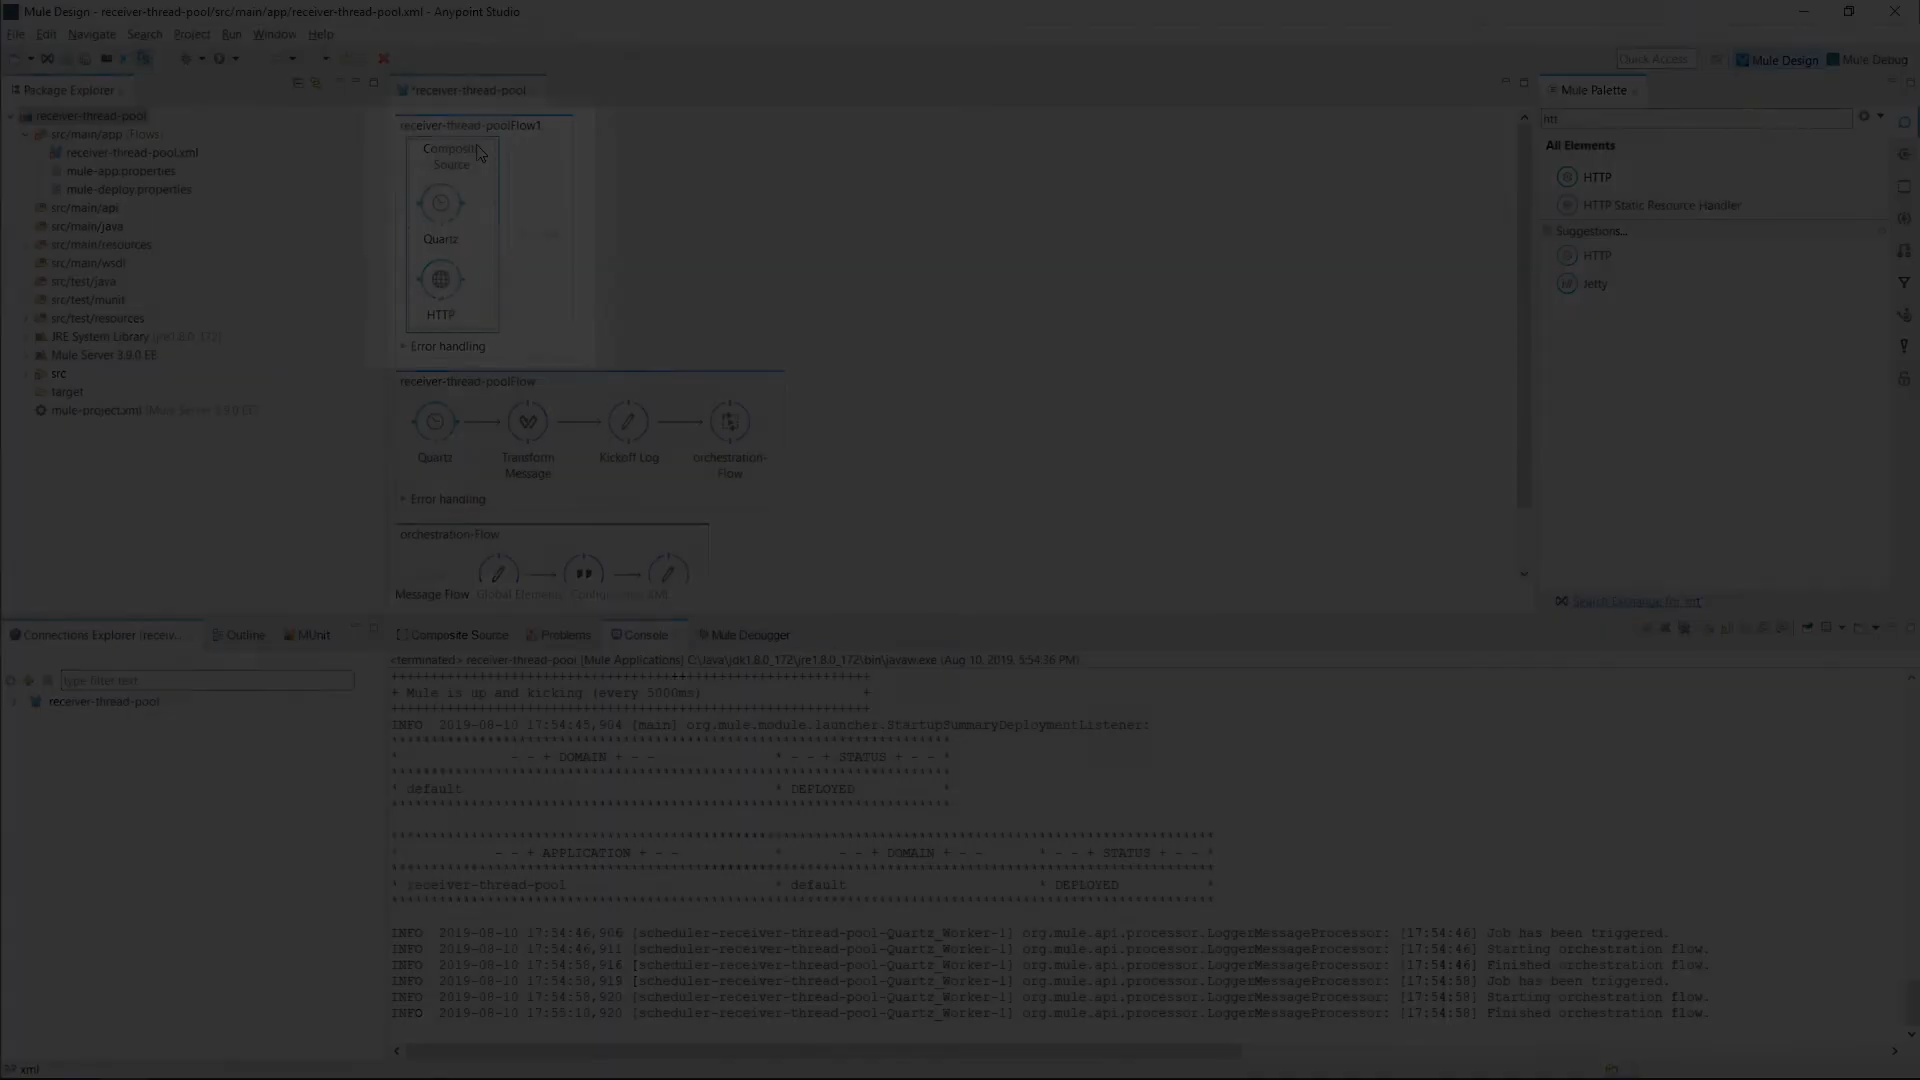 Mule Design - receiver-thread-pool/src/main/app/receiver-thread-pool.xml - Anypoint Studio
File Edit Navigate Search Project Run Window Help
Quick Access
Mule Design
Mule Debug
Package Explorer
receiver-thread-pool
src/main/app (Flows)
receiver-thread-pool.xml
mule-app.properties
mule-deploy.properties
src/main/api
src/main/java
src/main/resources
src/main/wsdl
src/test/java
src/test/munit
src/test/resources
JRE System Library [jre1.8.0_172]
Mule Server 3.9.0 EE
src
target
mule-project.xml [Mule Server 3.9.0 EE]
*receiver-thread-pool
receiver-thread-poolFlow1
Composite
Source
Quartz
HTTP
Error handling
receiver-thread-poolFlow
Quartz
Transform
Message
Kickoff Log
orchestration-
Flow
Error handling
orchestration-Flow
Message Flow Global Elements Configuration XML
Mule Palette
htt
All Elements
HTTP
HTTP Static Resource Handler
Suggestions...
HTTP
Jetty
Search Exchange for 'htt'
Connections Explorer (receiv...
Outline
MUnit
type filter text
receiver-thread-pool
Composite Source
Problems
Console
Mule Debugger
<terminated> receiver-thread-pool [Mule Applications] C:\Java\jdk1.8.0_172\jre1.8.0_172\bin\javaw.exe (Aug 10, 2019, 5:54:36 PM)
+ Mule is up and kicking (every 5000ms) +
INFO 2019-08-10 17:54:45,904 [main] org.mule.module.launcher.StartupSummaryDeploymentListener:
* - - + DOMAIN + - - * - - + STATUS + - - *
* default * DEPLOYED *
* - - + APPLICATION + - - * - - + DOMAIN + - - * - - + STATUS + - - *
* receiver-thread-pool * default * DEPLOYED *
INFO 2019-08-10 17:54:46,906 [scheduler-receiver-thread-pool-Quartz_Worker-1] org.mule.api.processor.LoggerMessageProcessor: [17:54:46] Job has been triggered.
INFO 2019-08-10 17:54:46,911 [scheduler-receiver-thread-pool-Quartz_Worker-1] org.mule.api.processor.LoggerMessageProcessor: [17:54:46] Starting orchestration flow.
INFO 2019-08-10 17:54:58,916 [scheduler-receiver-thread-pool-Quartz_Worker-1] org.mule.api.processor.LoggerMessageProcessor: [17:54:46] Finished orchestration flow.
INFO 2019-08-10 17:54:58,919 [scheduler-receiver-thread-pool-Quartz_Worker-1] org.mule.api.processor.LoggerMessageProcessor: [17:54:58] Job has been triggered.
INFO 2019-08-10 17:54:58,920 [scheduler-receiver-thread-pool-Quartz_Worker-1] org.mule.api.processor.LoggerMessageProcessor: [17:54:58] Starting orchestration flow.
INFO 2019-08-10 17:55:10,920 [scheduler-receiver-thread-pool-Quartz_Worker-1] org.mule.api.processor.LoggerMessageProcessor: [17:54:58] Finished orchestration flow.
xml